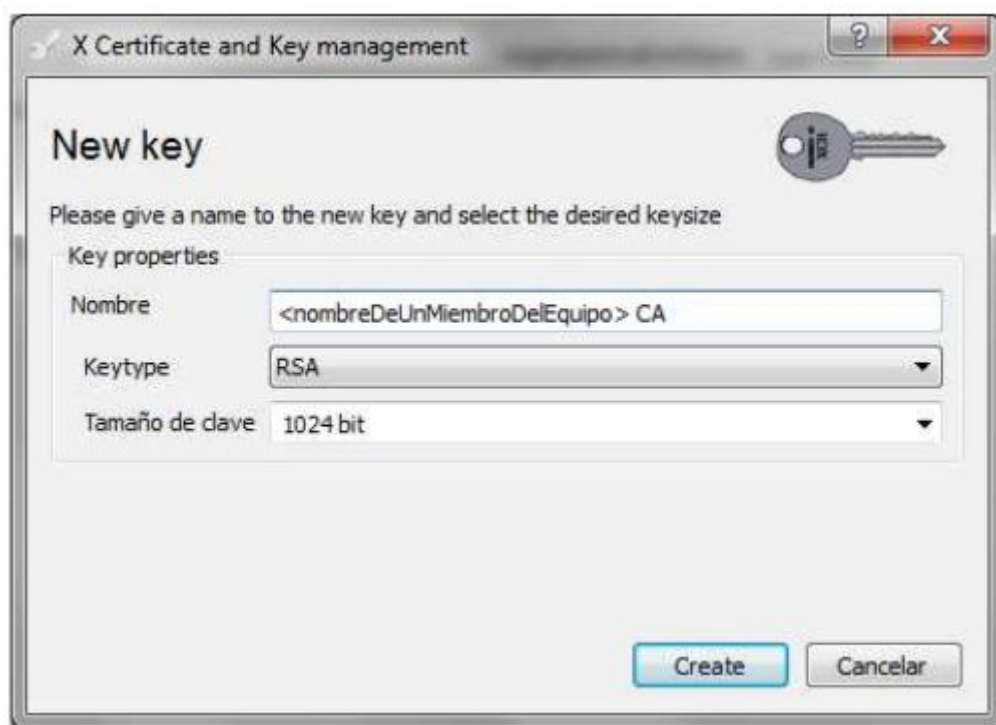 X Certificate and Key management
?
X
New key
Please give a name to the new key and select the desired keysize
Key properties
Nombre <nombreDeUnMiembroDelEquipo> CA
Keytype RSA
Tamaño de clave 1024 bit
Create Cancelar